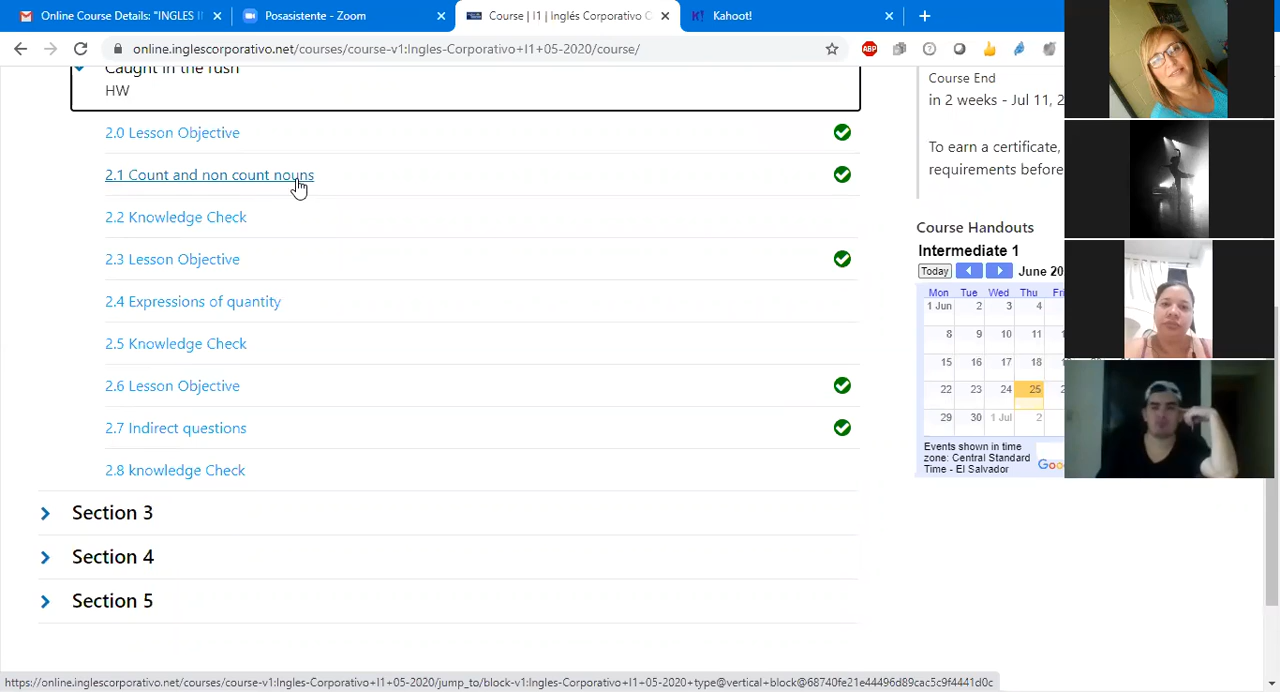 Online Course Details: "INGLES I
Posasistente - Zoom
Course | I1 | Inglés Corporativo C
Kahoot!
online.inglescorporativo.net/courses/course-v1:Ingles-Corporativo+I1+05-2020/course/
ABP
Caught in the rush
HW
2.0 Lesson Objective
2.1 Count and non count nouns
2.2 Knowledge Check
2.3 Lesson Objective
2.4 Expressions of quantity
2.5 Knowledge Check
2.6 Lesson Objective
2.7 Indirect questions
2.8 knowledge Check
Section 3
Section 4
Section 5
Course End
in 2 weeks - Jul 11, 2
To earn a certificate,
requirements before
Course Handouts
Intermediate 1
Today June 20
Mon Tue Wed Thu Fri
1 Jun 2 3 4
8 9 10 11
15 16 17 18
22 23 24 25
29 30 1 Jul 2
Events shown in time
zone: Central Standard
Time - El Salvador
Goo
https://online.inglescorporativo.net/courses/course-v1:Ingles-Corporativo+I1+05-2020/jump_to/block-v1:Ingles-Corporativo+I1+05-2020+type@vertical+block@68740fe21e44496d89cac5c9f4441d0c